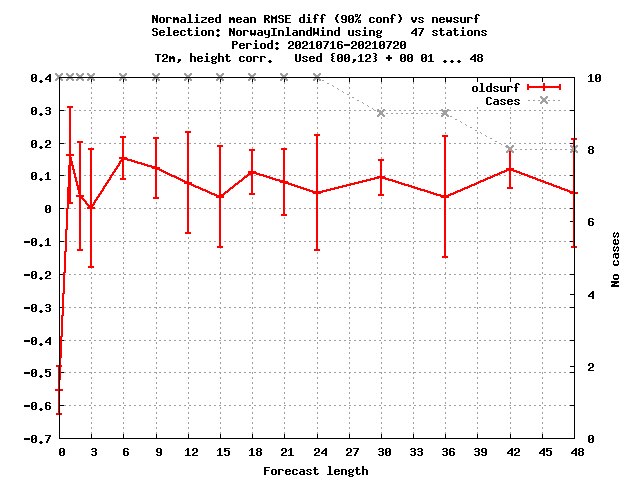 Normalized mean RMSE diff (90% conf) vs newsurf
Selection: NorwayInlandWind using    47 stations
Period: 20210716-20210720
T2m, height corr.   Used {00,12} + 00 01 ... 48
oldsurf
Cases
0.4
0.3
0.2
0.1
0
-0.1
-0.2
-0.3
-0.4
-0.5
-0.6
-0.7
10
8
6
4
2
0
No cases
0 3 6 9 12 15 18 21 24 27 30 33 36 39 42 45 48
Forecast length